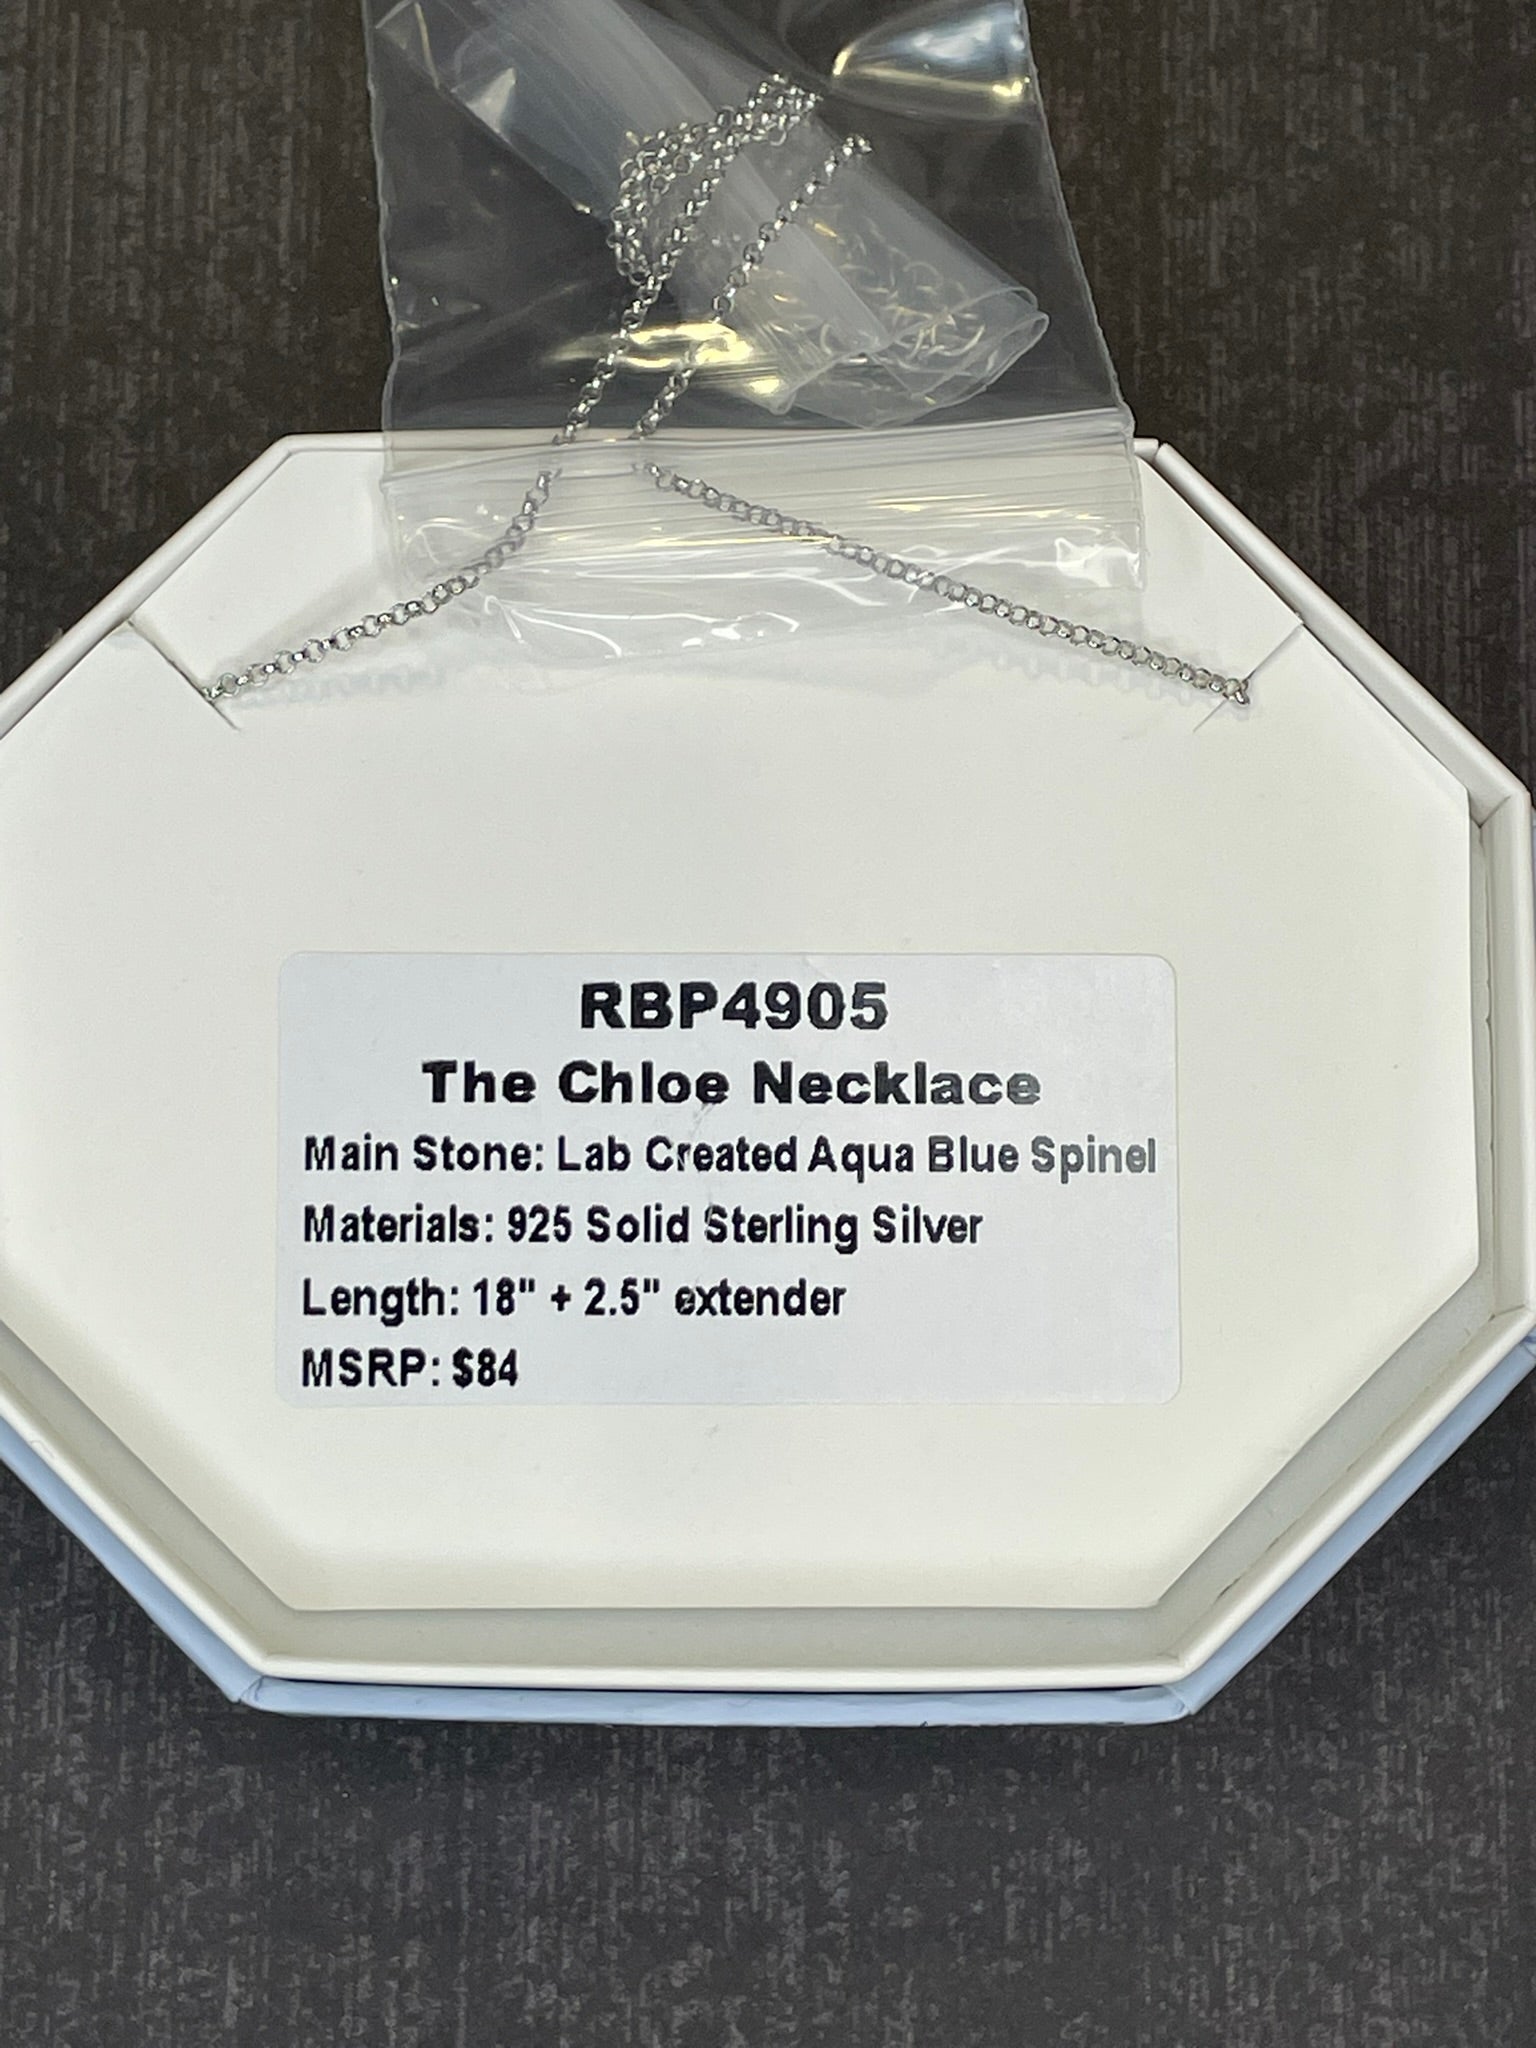 RBP4905
The Chloe Necklace
Main Stone: Lab Created Aqua Blue Spinel
Materials: 925 Solid Sterling Silver
Length: 18" + 2.5" extender
MSRP: $84